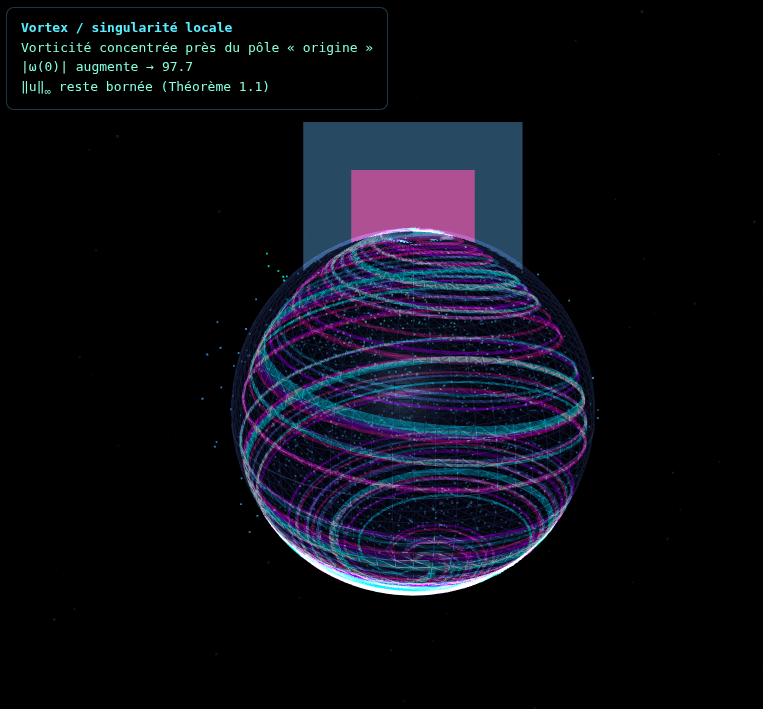 Vortex / singularité locale
Vorticité concentrée près du pôle « origine »
|ω(0)| augmente → 97.7
‖u‖∞ reste bornée (Théorème 1.1)